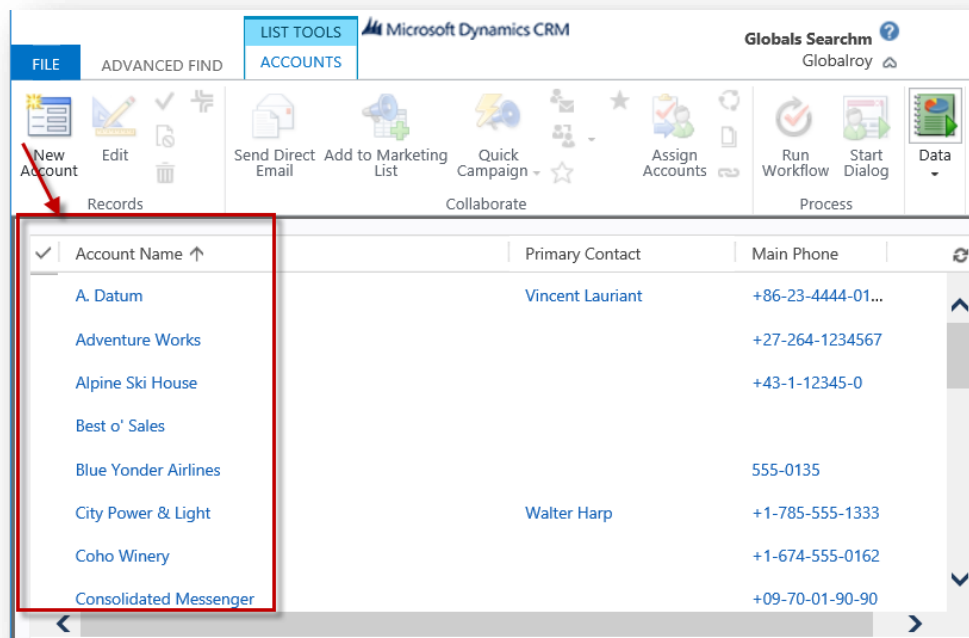 LIST TOOLS
Microsoft Dynamics CRM
Globals Searchm
FILE
ADVANCED FIND
ACCOUNTS
Globalroy
New Account
Edit
Send Direct Email
Add to Marketing List
Quick Campaign
Assign Accounts
Run Workflow
Start Dialog
Data
Records
Collaborate
Process
Account Name Primary Contact Main Phone
A. Datum Vincent Lauriant +86-23-4444-01...
Adventure Works +27-264-1234567
Alpine Ski House +43-1-12345-0
Best o' Sales
Blue Yonder Airlines 555-0135
City Power & Light Walter Harp +1-785-555-1333
Coho Winery +1-674-555-0162
Consolidated Messenger +09-70-01-90-90